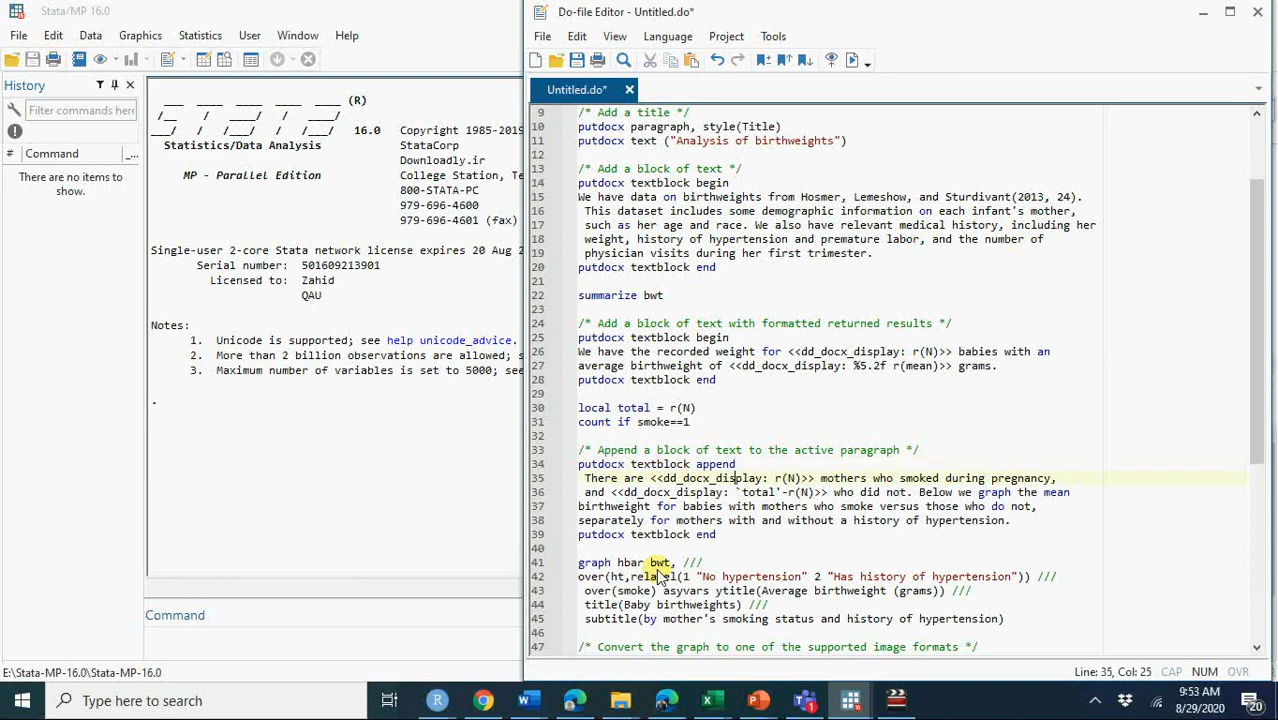 Stata/MP 16.0
File Edit Data Graphics Statistics User Window Help
History
Filter commands here
# Command
There are no items to
show.
(R)
16.0 Copyright 1985-2019
Statistics/Data Analysis StataCorp
Downloadly.ir
MP - Parallel Edition College Station, Te
800-STATA-PC
979-696-4600
979-696-4601 (fax)
Single-user 2-core Stata network license expires 20 Aug 2
Serial number: 501609213901
Licensed to: Zahid
QAU
Notes:
1. Unicode is supported; see help unicode_advice.
2. More than 2 billion observations are allowed; s
3. Maximum number of variables is set to 5000; see
.
Command
E:\Stata-MP-16.0\Stata-MP-16.0
Do-file Editor - Untitled.do*
File Edit View Language Project Tools
Untitled.do*
9 /* Add a title */
10 putdocx paragraph, style(Title)
11 putdocx text ("Analysis of birthweights")
12
13 /* Add a block of text */
14 putdocx textblock begin
15 We have data on birthweights from Hosmer, Lemeshow, and Sturdivant(2013, 24).
16 This dataset includes some demographic information on each infant's mother,
17 such as her age and race. We also have relevant medical history, including her
18 weight, history of hypertension and premature labor, and the number of
19 physician visits during her first trimester.
20 putdocx textblock end
21
22 summarize bwt
23
24 /* Add a block of text with formatted returned results */
25 putdocx textblock begin
26 We have the recorded weight for <<dd_docx_display: r(N)>> babies with an
27 average birthweight of <<dd_docx_display: %5.2f r(mean)>> grams.
28 putdocx textblock end
29
30 local total = r(N)
31 count if smoke==1
32
33 /* Append a block of text to the active paragraph */
34 putdocx textblock append
35 There are <<dd_docx_display: r(N)>> mothers who smoked during pregnancy,
36 and <<dd_docx_display: `total'-r(N)>> who did not. Below we graph the mean
37 birthweight for babies with mothers who smoke versus those who do not,
38 separately for mothers with and without a history of hypertension.
39 putdocx textblock end
40
41 graph hbar bwt, ///
42 over(ht,relabel(1 "No hypertension" 2 "Has history of hypertension")) ///
43 over(smoke) asyvars ytitle(Average birthweight (grams)) ///
44 title(Baby birthweights) ///
45 subtitle(by mother's smoking status and history of hypertension)
46
47 /* Convert the graph to one of the supported image formats */
Line: 35, Col: 25 CAP NUM OVR
Type here to search
9:53 AM
8/29/2020
20